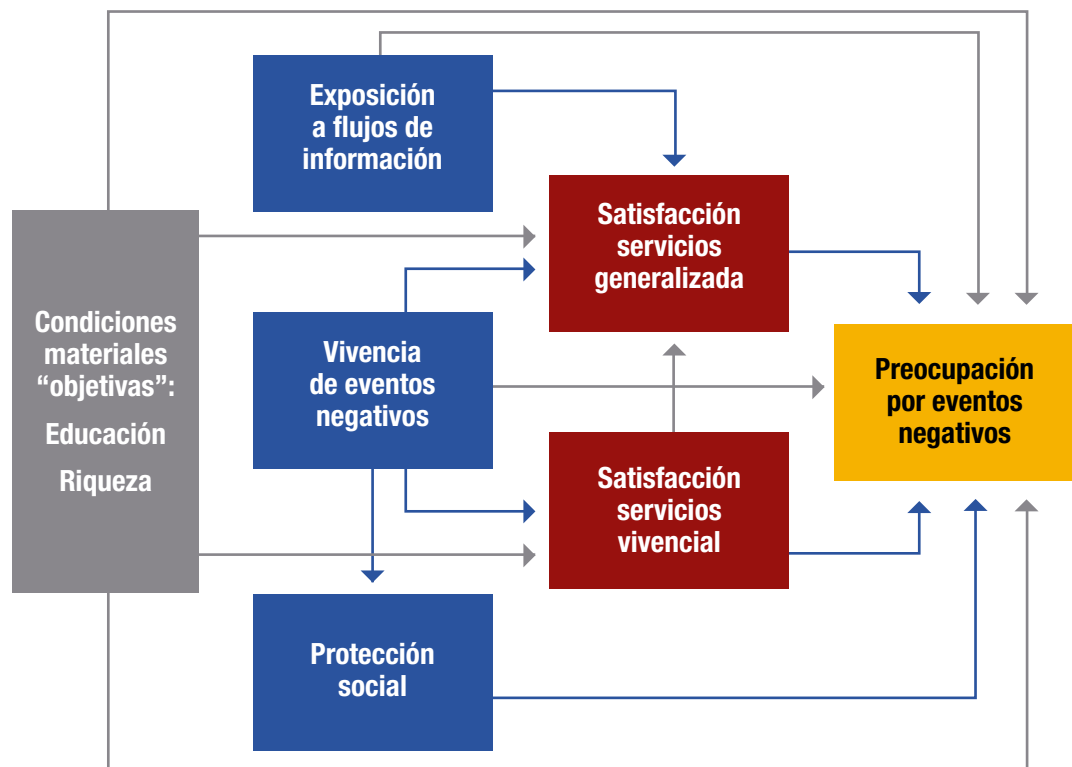 Exposición
a flujos de
información
Satisfacción
servicios
generalizada
Condiciones
materiales
“objetivas”:
Educación
Riqueza
Vivencia
de eventos
negativos
Preocupación
por eventos
negativos
Satisfacción
servicios
vivencial
Protección
social